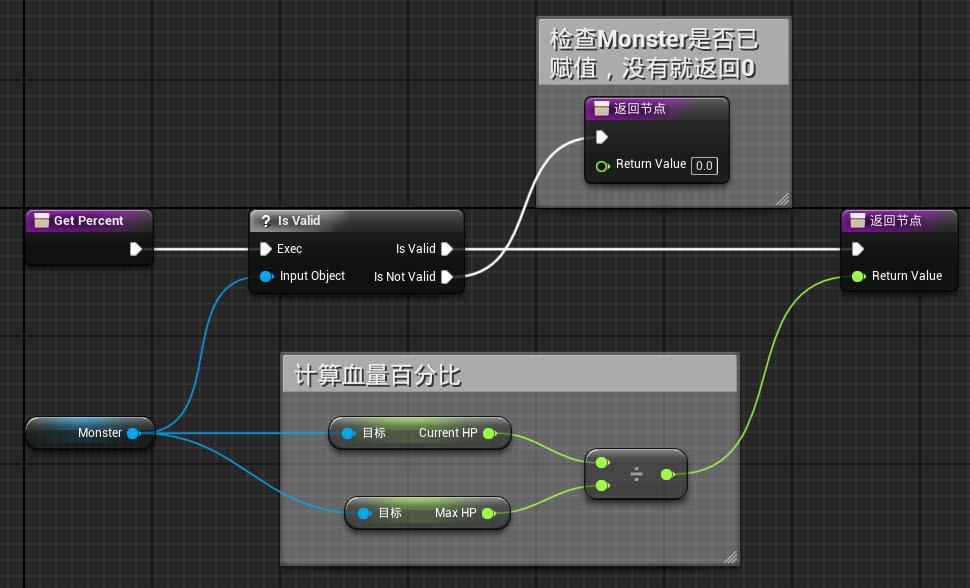 检查Monster是否已
赋值，没有就返回0
返回节点
Return Value 0.0
Get Percent
? Is Valid
返回节点
Exec Is Valid
Input Object Is Not Valid
Return Value
计算血量百分比
Monster
目标 Current HP
÷
目标 Max HP